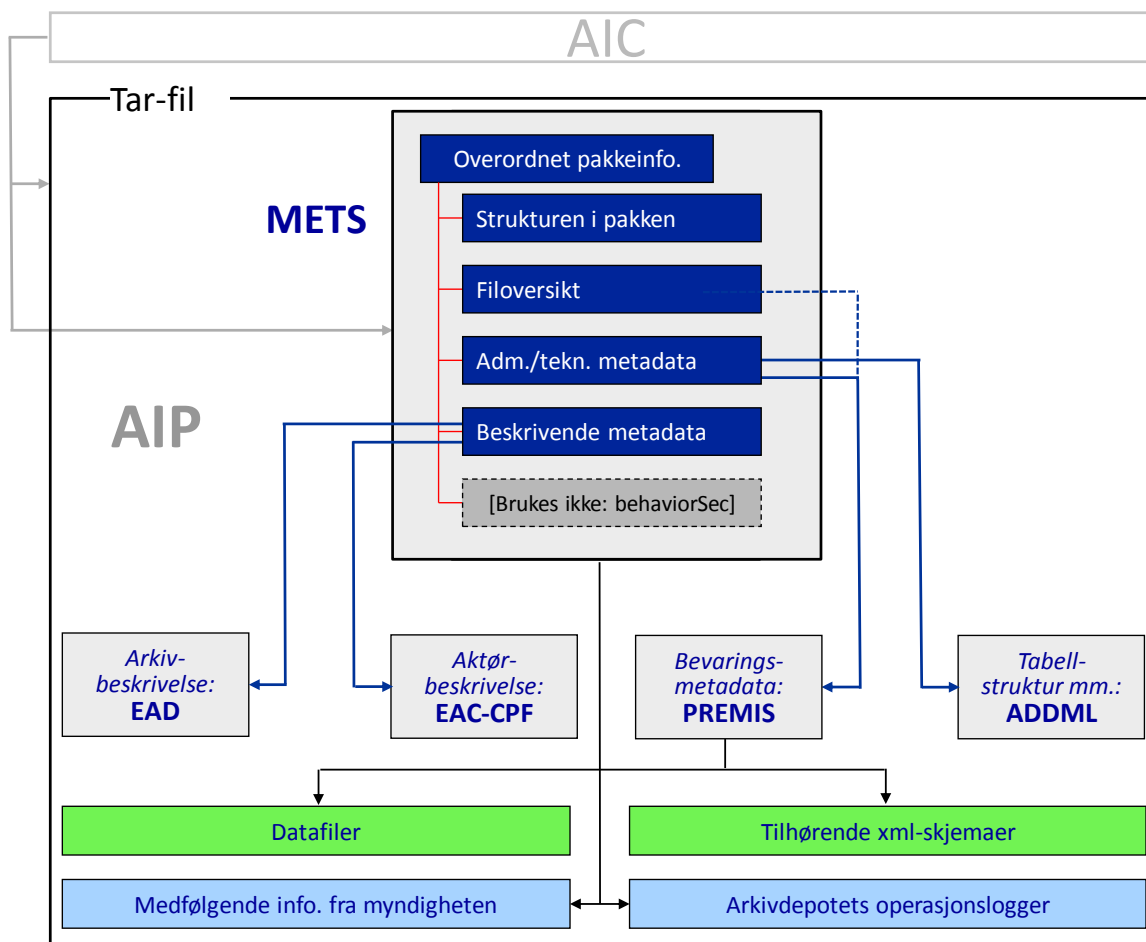 AIC
Tar-fil
Overordnet pakkeinfo.
METS
Strukturen i pakken
Filoversikt
Adm./tekn. metadata
AIP
Beskrivende metadata
[Brukes ikke: behaviorSec]
Arkiv-
beskrivelse:
EAD
Aktør-
beskrivelse:
EAC-CPF
Bevarings-
metadata:
PREMIS
Tabell-
struktur mm.:
ADDML
Datafiler
Tilhørende xml-skjemaer
Medfølgende info. fra myndigheten
Arkivdepotets operasjonslogger